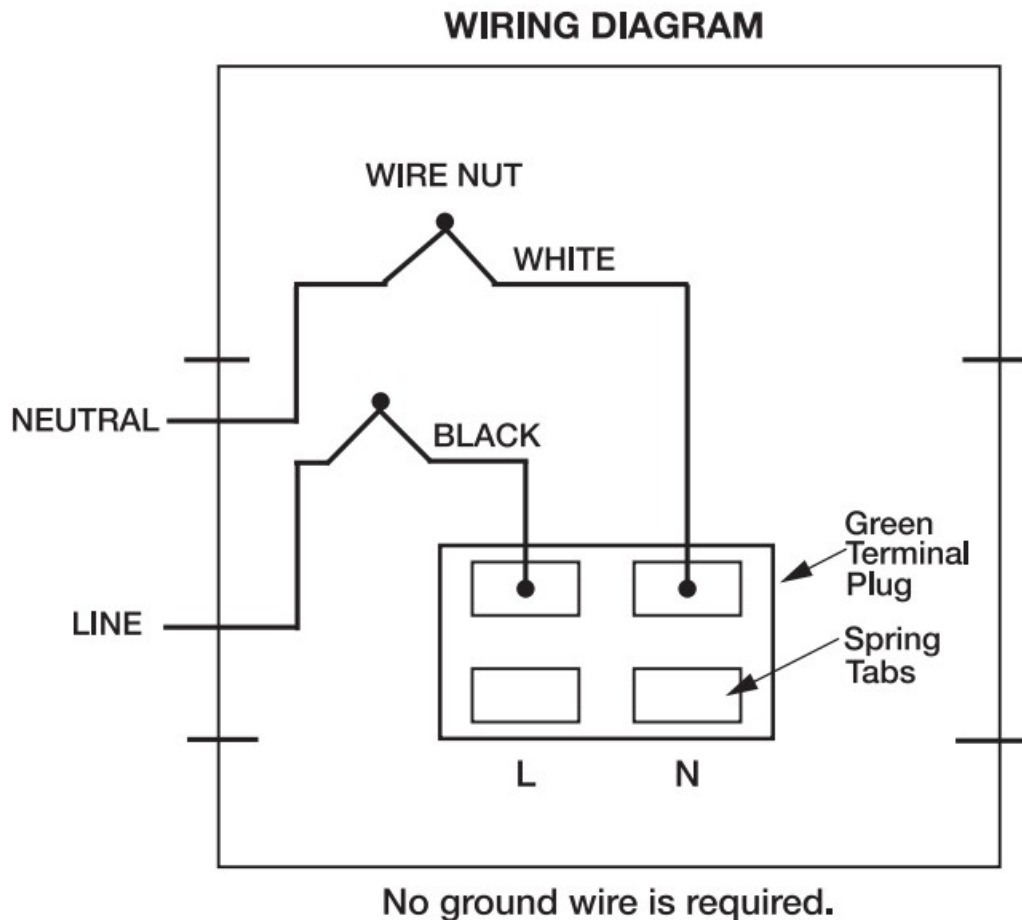 WIRING DIAGRAM
WIRE NUT
WHITE
NEUTRAL
BLACK
Green
Terminal
Plug
LINE
Spring
Tabs
L N
No ground wire is required.